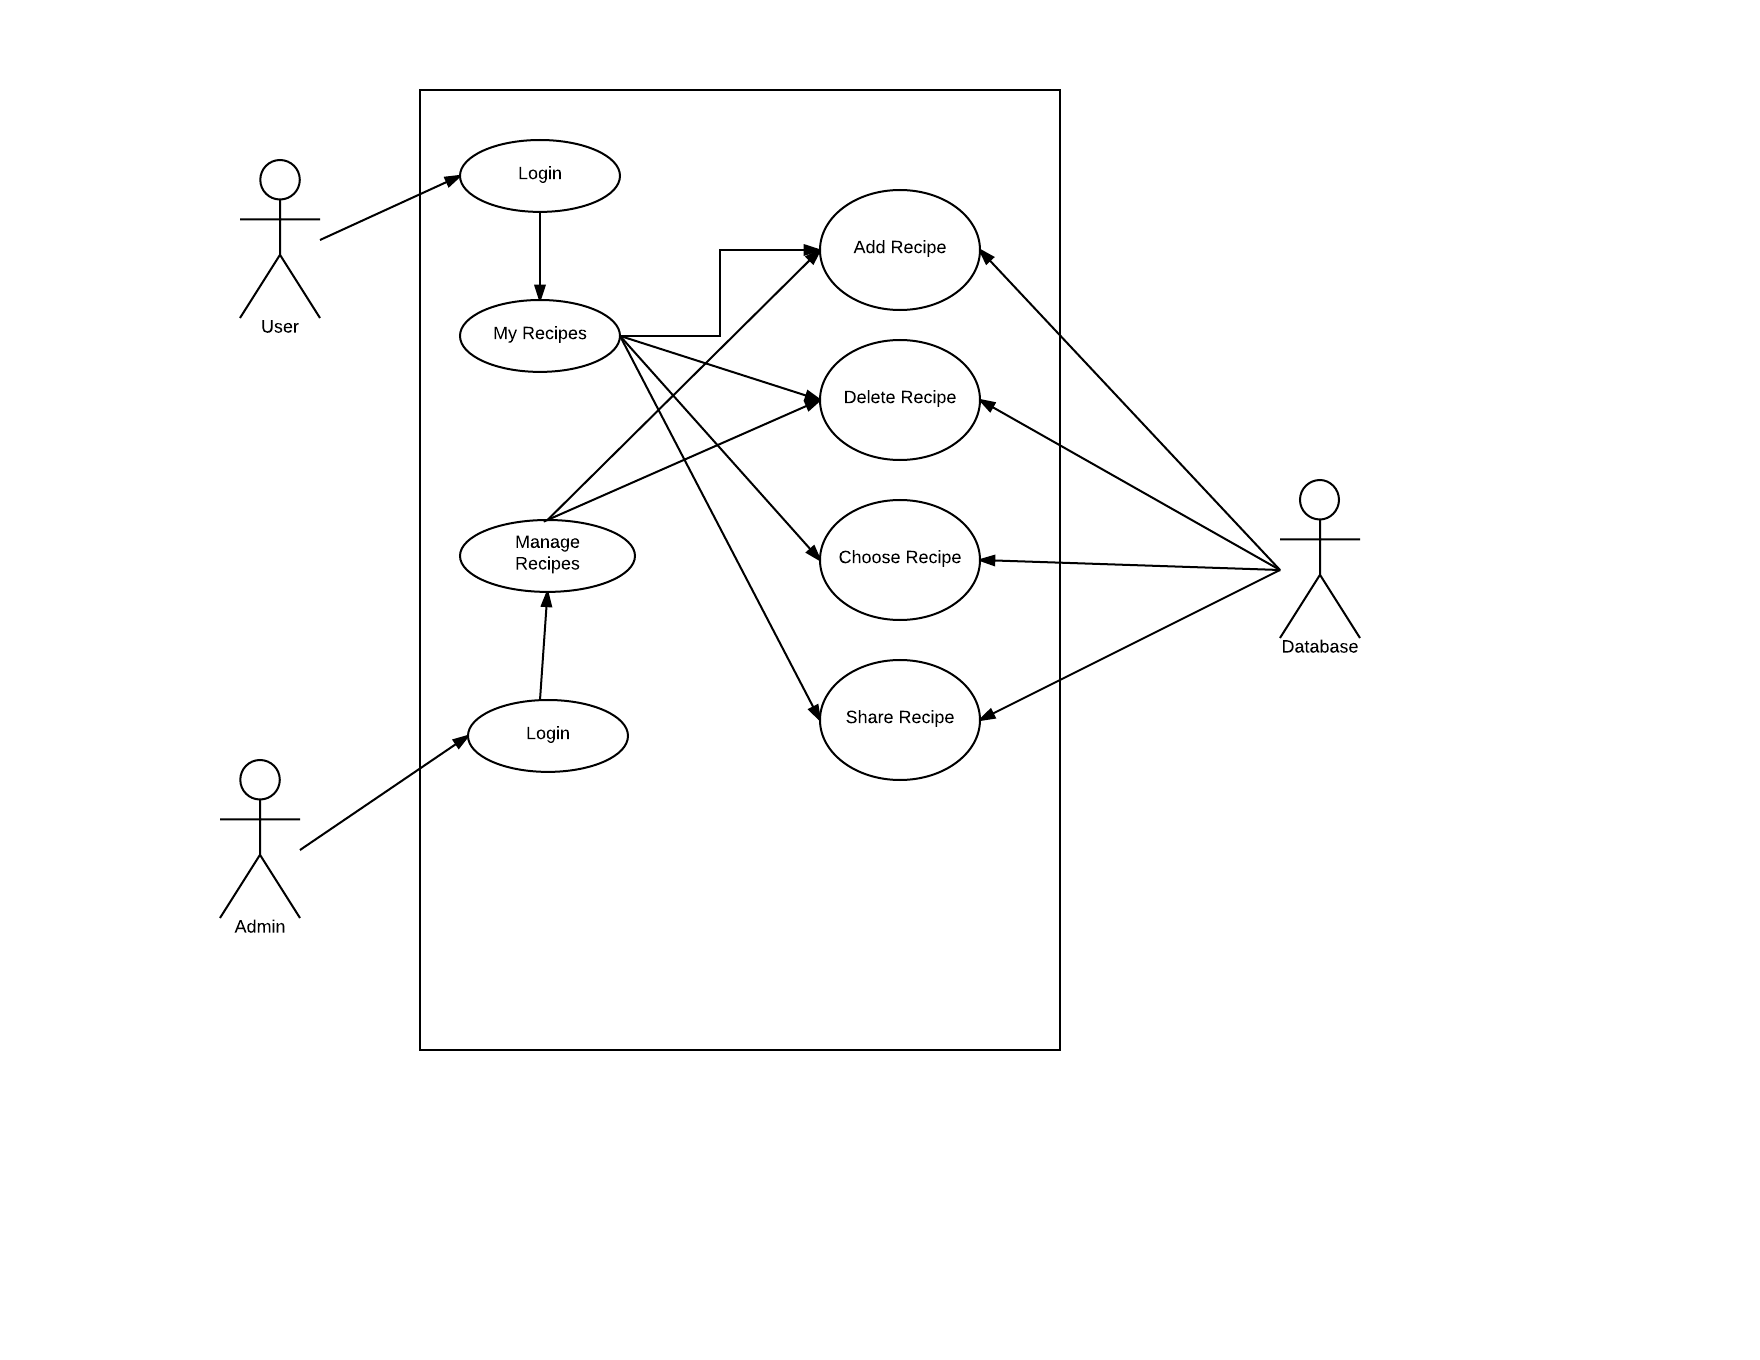 Login
Add Recipe
User
My Recipes
Delete Recipe
Manage
Recipes
Choose Recipe
Database
Share Recipe
Login
Admin